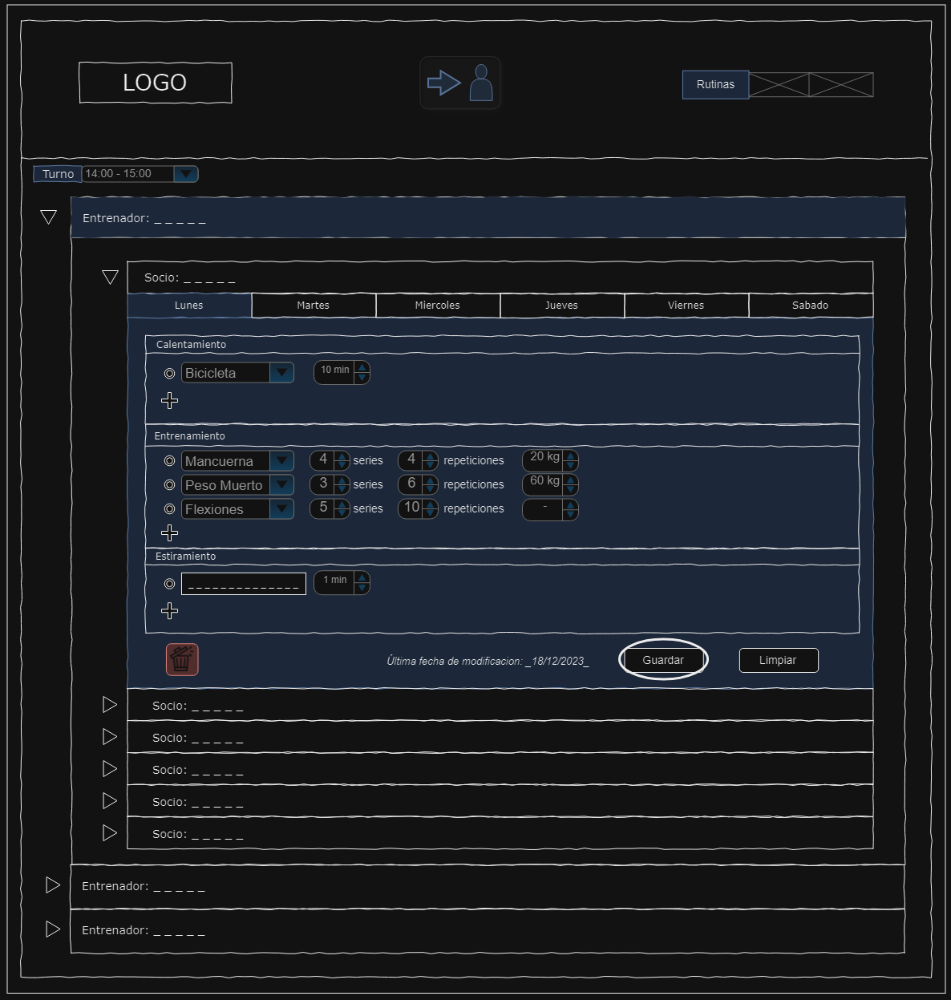 LOGO
Rutinas
Turno 14:00 - 15:00
Entrenador: _ _ _ _ _
Socio: _ _ _ _ _
Lunes Martes Miercoles Jueves Viernes Sabado
Calentamiento
Bicicleta 10 min
Entrenamiento
Mancuerna 4 series 4 repeticiones 20 kg
Peso Muerto 3 series 6 repeticiones 60 kg
Flexiones 5 series 10 repeticiones -
Estiramiento
_ _ _ _ _ _ _ _ _ _ _ _ _ _ 1 min
Última fecha de modificacion: _18/12/2023_ Guardar Limpiar
Socio: _ _ _ _ _
Socio: _ _ _ _ _
Socio: _ _ _ _ _
Socio: _ _ _ _ _
Socio: _ _ _ _ _
Entrenador: _ _ _ _ _
Entrenador: _ _ _ _ _